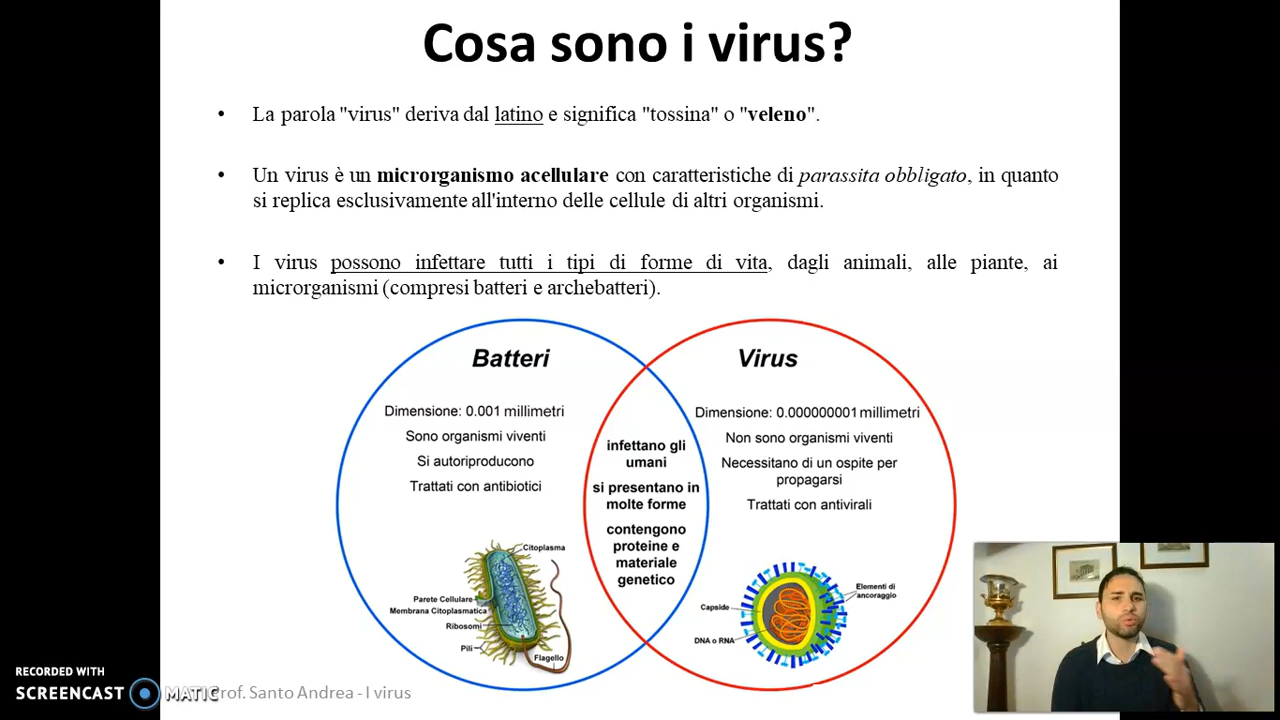 Cosa sono i virus?
• La parola "virus" deriva dal latino e significa "tossina" o "veleno".
• Un virus è un microrganismo acellulare con caratteristiche di parassita obbligato, in quanto
si replica esclusivamente all'interno delle cellule di altri organismi.
• I virus possono infettare tutti i tipi di forme di vita, dagli animali, alle piante, ai
microrganismi (compresi batteri e archebatteri).
Batteri
Dimensione: 0.001 millimetri
Sono organismi viventi
Si autoriproducono
Trattati con antibiotici
Citoplasma
Parete Cellulare
Membrana Citoplasmatica
Ribosomi
Pili
Flagello
infettano gli
umani
si presentano in
molte forme
contengono
proteine e
materiale
genetico
Virus
Dimensione: 0.000000001 millimetri
Non sono organismi viventi
Necessitano di un ospite per
propagarsi
Trattati con antivirali
Elementi di
ancoraggio
Capside
DNA o RNA
RECORDED WITH
SCREENCAST MATIC
Prof. Santo Andrea - I virus